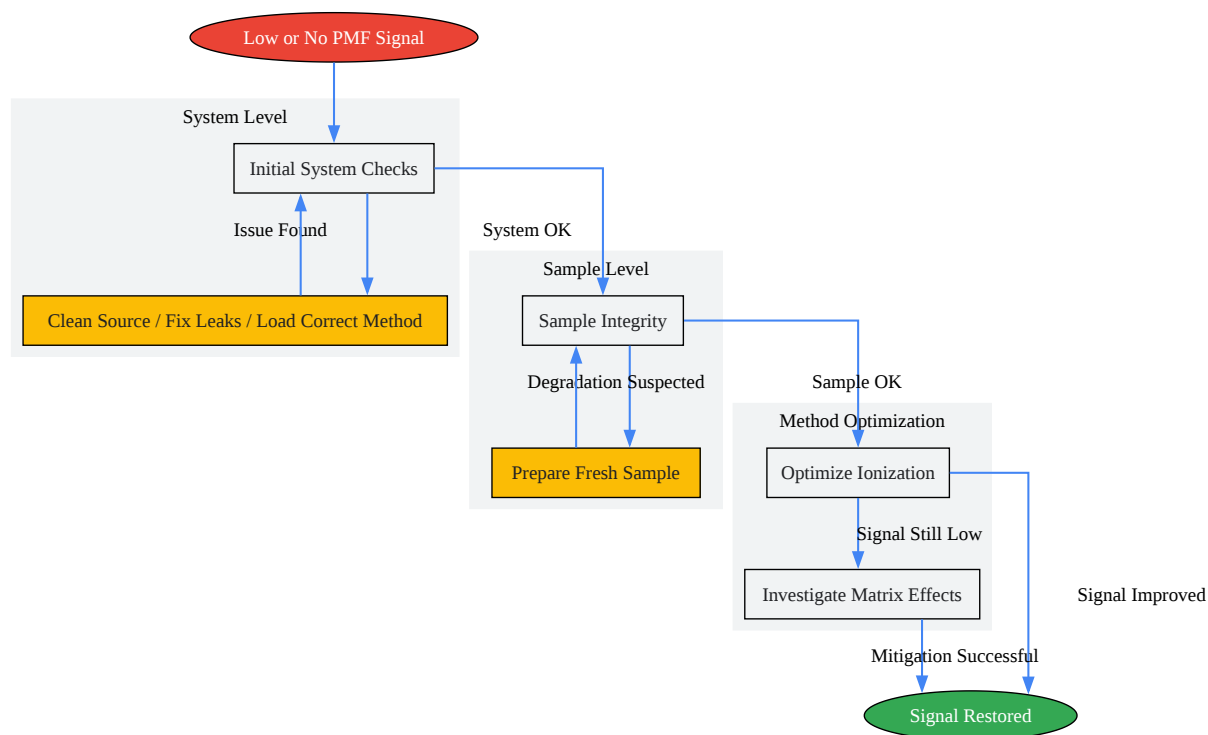 Low or No PMF Signal
System Level
Initial System Checks
Issue Found
System OK
Sample Level
Clean Source / Fix Leaks / Load Correct Method
Sample Integrity
Degradation Suspected
Sample OK
Method Optimization
Prepare Fresh Sample
Optimize Ionization
Signal Still Low
Investigate Matrix Effects
Signal Improved
Mitigation Successful
Signal Restored